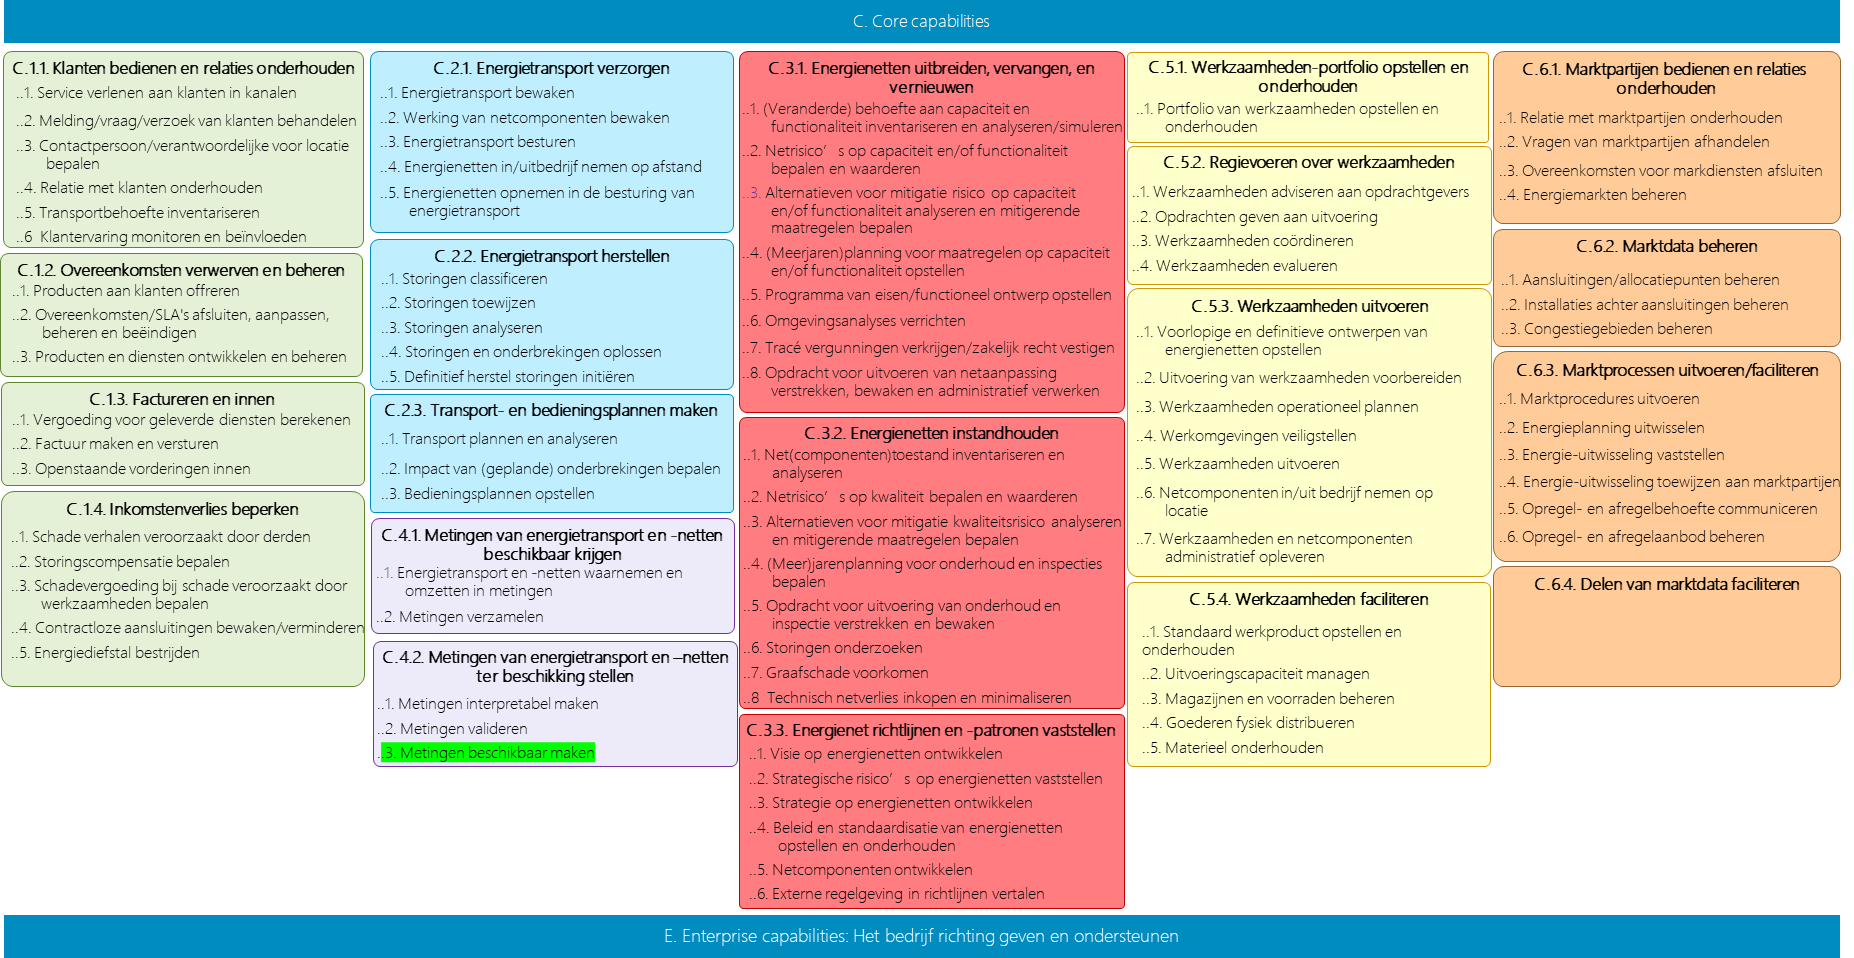 C. Core capabilities
C.1.1. Klanten bedienen en relaties onderhouden
..1. Service verlenen aan klanten in kanalen
..2. Melding/vraag/verzoek van klanten behandelen
..3. Contactpersoon/verantwoordelijke voor locatie
bepalen
..4. Relatie met klanten onderhouden
..5. Transportbehoefte inventariseren
..6 Klantervaring monitoren en beïnvloeden
C.1.2. Overeenkomsten verwerven en beheren
..1. Producten aan klanten offreren
..2. Overeenkomsten/SLA's afsluiten, aanpassen,
beheren en beëindigen
..3. Producten en diensten ontwikkelen en beheren
C.1.3. Factureren en innen
..1. Vergoeding voor geleverde diensten berekenen
..2. Factuur maken en versturen
..3. Openstaande vorderingen innen
C.1.4. Inkomstenverlies beperken
..1. Schade verhalen veroorzaakt door derden
..2. Storingscompensatie bepalen
..3. Schadevergoeding bij schade veroorzaakt door
werkzaamheden bepalen
..4. Contractloze aansluitingen bewaken/verminderen
..5. Energiediefstal bestrijden
C.2.1. Energietransport verzorgen
..1. Energietransport bewaken
..2. Werking van netcomponenten bewaken
..3. Energietransport besturen
..4. Energienetten in/uitbedrijf nemen op afstand
..5. Energienetten opnemen in de besturing van
energietransport
C.2.2. Energietransport herstellen
..1. Storingen classificeren
..2. Storingen toewijzen
..3. Storingen analyseren
..4. Storingen en onderbrekingen oplossen
..5. Definitief herstel storingen initiëren
C.2.3. Transport- en bedieningsplannen maken
..1. Transport plannen en analyseren
..2. Impact van (geplande) onderbrekingen bepalen
..3. Bedieningsplannen opstellen
C.4.1. Metingen van energietransport en -netten
beschikbaar krijgen
..1. Energietransport en -netten waarnemen en
omzetten in metingen
..2. Metingen verzamelen
C.4.2. Metingen van energietransport en –netten
ter beschikking stellen
..1. Metingen interpretabel maken
..2. Metingen valideren
..3. Metingen beschikbaar maken
C.3.1. Energienetten uitbreiden, vervangen, en
vernieuwen
..1. (Veranderde) behoefte aan capaciteit en
functionaliteit inventariseren en analyseren/simuleren
..2. Netrisico’s op capaciteit en/of functionaliteit
bepalen en waarderen
..3. Alternatieven voor mitigatie risico op capaciteit
en/of functionaliteit analyseren en mitigerende
maatregelen bepalen
..4. (Meerjaren)planning voor maatregelen op capaciteit
en/of functionaliteit opstellen
..5. Programma van eisen/functioneel ontwerp opstellen
..6. Omgevingsanalyses verrichten
..7. Tracé vergunningen verkrijgen/zakelijk recht vestigen
..8. Opdracht voor uitvoeren van netaanpassing
verstrekken, bewaken en administratief verwerken
C.3.2. Energienetten instandhouden
..1. Net(componenten)toestand inventariseren en
analyseren
..2. Netrisico’s op kwaliteit bepalen en waarderen
..3. Alternatieven voor mitigatie kwaliteitsrisico analyseren
en mitigerende maatregelen bepalen
..4. (Meer)jarenplanning voor onderhoud en inspecties
bepalen
..5. Opdracht voor uitvoering van onderhoud en
inspectie verstrekken en bewaken
..6. Storingen onderzoeken
..7. Graafschade voorkomen
..8 Technisch netverlies inkopen en minimaliseren
C.3.3. Energienet richtlijnen en -patronen vaststellen
..1. Visie op energienetten ontwikkelen
..2. Strategische risico’s op energienetten vaststellen
..3. Strategie op energienetten ontwikkelen
..4. Beleid en standaardisatie van energienetten
opstellen en onderhouden
..5. Netcomponenten ontwikkelen
..6. Externe regelgeving in richtlijnen vertalen
C.5.1. Werkzaamheden-portfolio opstellen en
onderhouden
..1. Portfolio van werkzaamheden opstellen en
onderhouden
C.5.2. Regievoeren over werkzaamheden
..1. Werkzaamheden adviseren aan opdrachtgevers
..2. Opdrachten geven aan uitvoering
..3. Werkzaamheden coördineren
..4. Werkzaamheden evalueren
C.5.3. Werkzaamheden uitvoeren
..1. Voorlopige en definitieve ontwerpen van
energienetten opstellen
..2. Uitvoering van werkzaamheden voorbereiden
..3. Werkzaamheden operationeel plannen
..4. Werkomgevingen veiligstellen
..5. Werkzaamheden uitvoeren
..6. Netcomponenten in/uit bedrijf nemen op
locatie
..7. Werkzaamheden en netcomponenten
administratief opleveren
C.5.4. Werkzaamheden faciliteren
..1. Standaard werkproduct opstellen en
onderhouden
..2. Uitvoeringscapaciteit managen
..3. Magazijnen en voorraden beheren
..4. Goederen fysiek distribueren
..5. Materieel onderhouden
C.6.1. Marktpartijen bedienen en relaties
onderhouden
..1. Relatie met marktpartijen onderhouden
..2. Vragen van marktpartijen afhandelen
..3. Overeenkomsten voor markdiensten afsluiten
..4. Energiemarkten beheren
C.6.2. Marktdata beheren
..1. Aansluitingen/allocatiepunten beheren
..2. Installaties achter aansluitingen beheren
..3. Congestiegebieden beheren
C.6.3. Marktprocessen uitvoeren/faciliteren
..1. Marktprocedures uitvoeren
..2. Energieplanning uitwisselen
..3. Energie-uitwisseling vaststellen
..4. Energie-uitwisseling toewijzen aan marktpartijen
..5. Opregel- en afregelbehoefte communiceren
..6. Opregel- en afregelaanbod beheren
C.6.4. Delen van marktdata faciliteren
E. Enterprise capabilities: Het bedrijf richting geven en ondersteunen